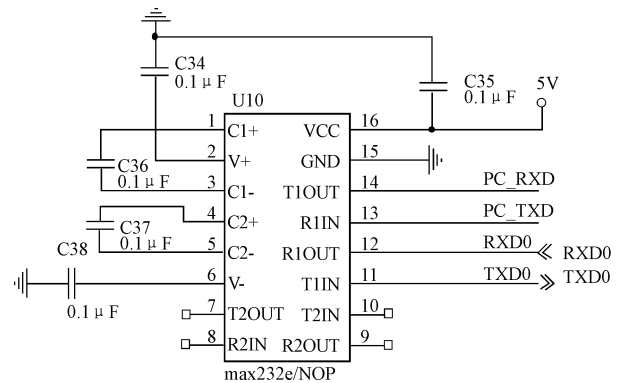 C34
0.1 μF
C35
0.1 μF
5V
U10
1 C1+ VCC 16
2 V+ GND 15
C36
0.1 μF
3 C1- T1OUT 14 PC_RXD
4 C2+ R1IN 13 PC_TXD
C37
0.1 μF
5 C2- R1OUT 12 RXD0 RXD0
C38
0.1 μF
6 V- T1IN 11 TXD0 TXD0
7 T2OUT T2IN 10
8 R2IN R2OUT 9
max232e/NOP